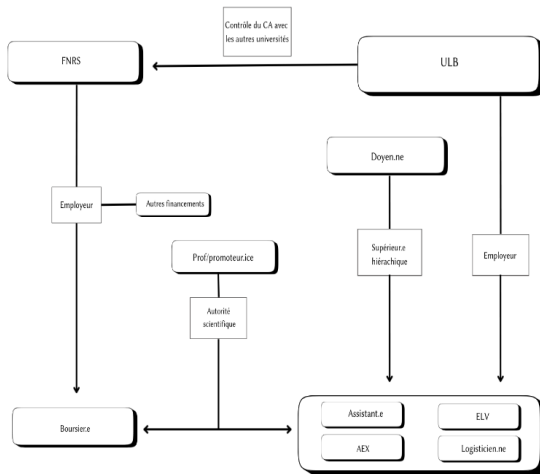 Contrôle du CA avec
les autres universités
FNRS
ULB
Doyen.ne
Employeur
Autres financements
Prof/promoteur.ice
Supérieur.e
hiérachique
Employeur
Autorité
scientifique
Boursier.e
Assistant.e
ELV
AEX
Logisticien.ne